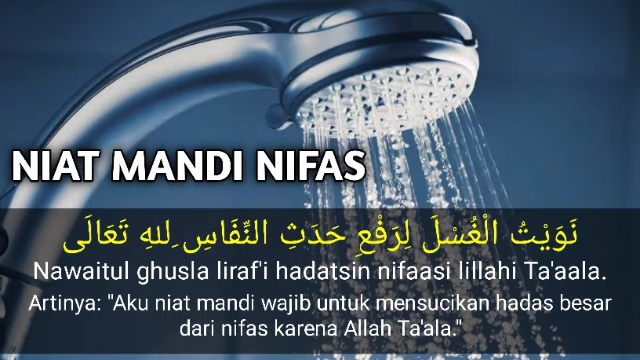 NIAT MANDI NIFAS
نَوَيْتُ الْغُسْلَ لِرَفْعِ حَدَثِ النِّفَاسِ ِللهِ تَعَالَى
Nawaitul ghusla liraf'i hadatsin nifaasi lillahi Ta'aala.
Artinya: "Aku niat mandi wajib untuk mensucikan hadas besar
dari nifas karena Allah Ta'ala."